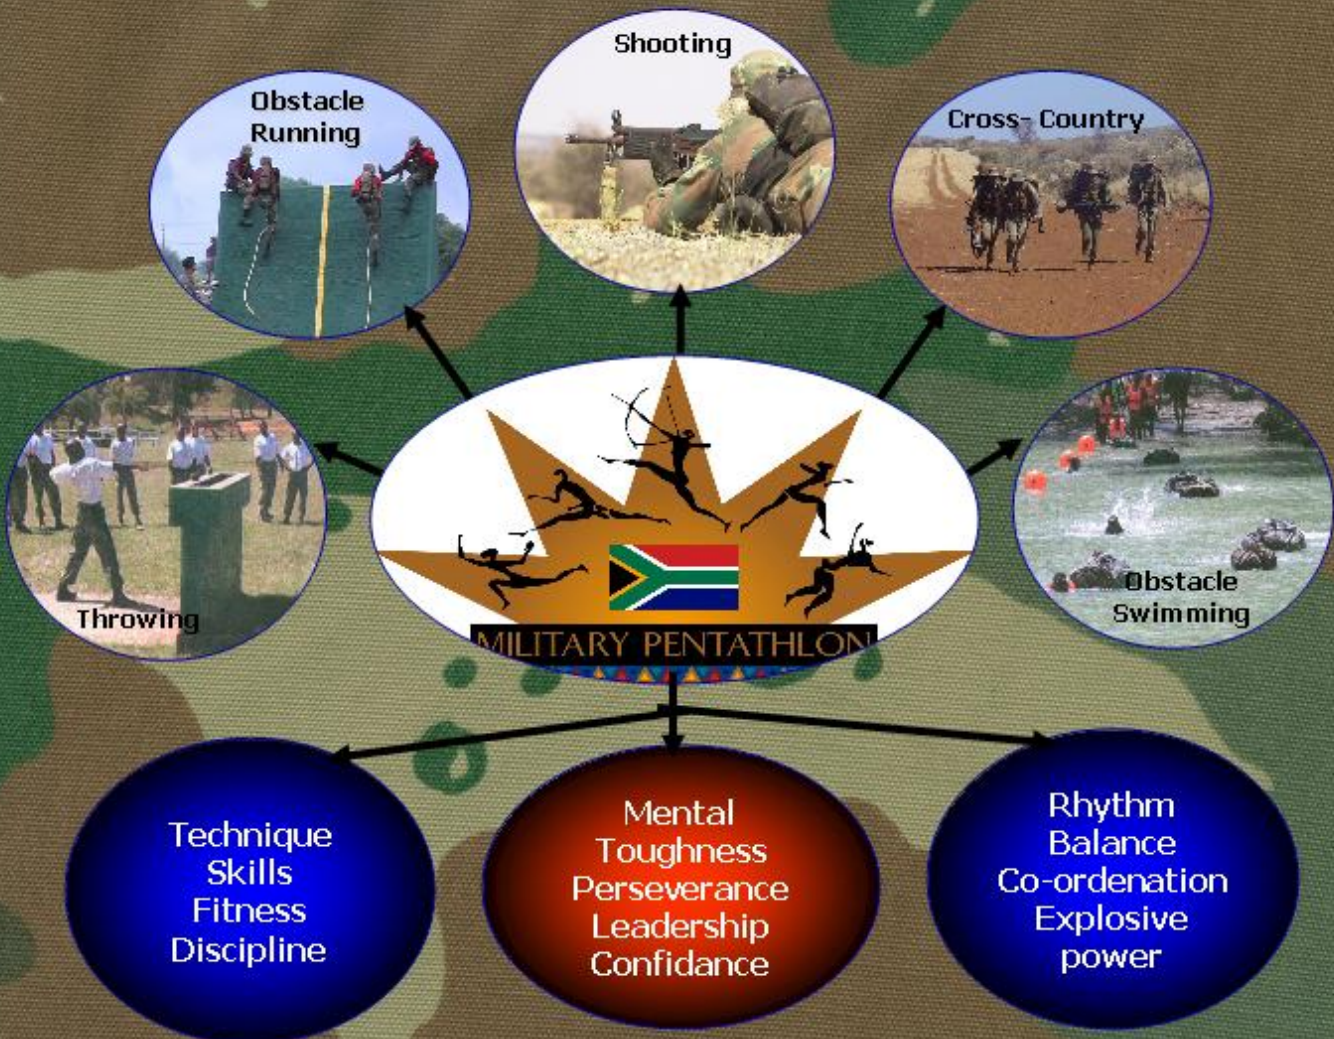 Shooting
Obstacle
Running
Cross- Country
Throwing
Obstacle
Swimming
MILITARY PENTATHLON
Technique
Skills
Fitness
Discipline
Mental
Toughness
Perseverance
Leadership
Confidance
Rhythm
Balance
Co-ordenation
Explosive
power